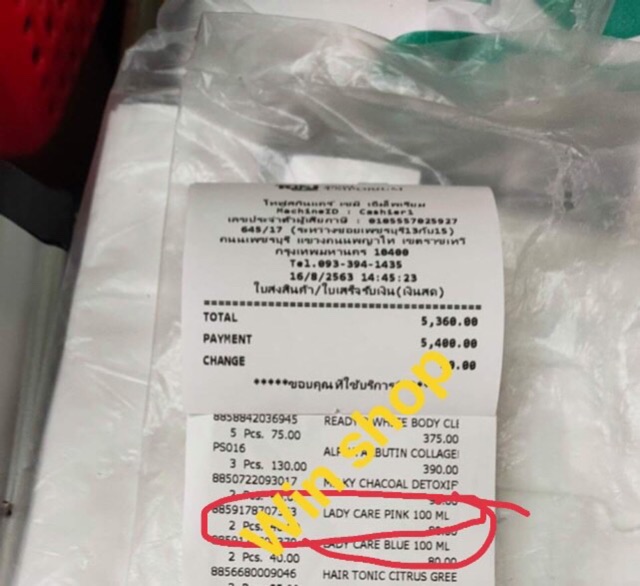 MachineID : Cashier1
เลขประจำตัวผู้เสียภาษี : 0105557025927
645/17 (ระหว่างซอยเพชรบุรี13กับ15)
ถนนเพชรบุรี แขวงถนนพญาไท เขตราชเทวี
กรุงเทพมหานคร 10400
Tel.093-394-1435
16/8/2563 14:45:23
ใบส่งสินค้า/ใบเสร็จรับเงิน(เงินสด)
TOTAL 5,360.00
PAYMENT 5,400.00
CHANGE
*****ขอบคุณที่ใช้บริการ
8858842036945 WHITE BODY
5 Pcs. 75.00 375.00
PS016 COLLAGE
3 Pcs. 130.00 390.00
8850722093017 CHACOAL DETOXIF
LADY CARE PINK 100 ML
2 Pcs.
LADY CARE BLUE 100 ML
2 Pcs. 40.00 80.00
8856680009046 HAIR TONIC CITRUS GREE
Win shop